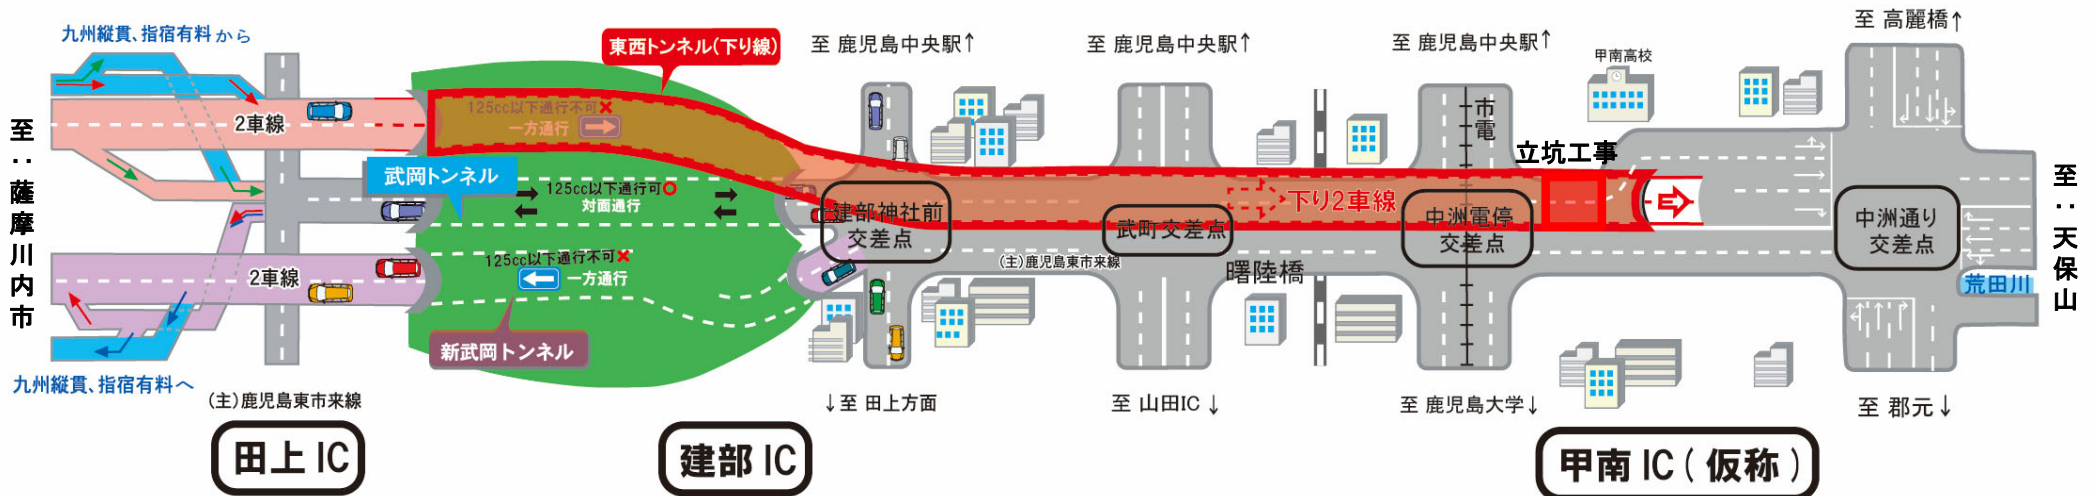 九州縦貫、指宿有料から
東西トンネル(下り線)
至 鹿児島中央駅↑
至 鹿児島中央駅↑
至 鹿児島中央駅↑
至 高麗橋↑
甲南高校
125cc以下通行不可×
一方通行
2車線
市電
立坑工事
至:薩摩川内市
武岡トンネル
125cc以下通行可○
対面通行
下り2車線
建部神社前
交差点
武町交差点
中洲電停
交差点
中洲通り
交差点
至:天保山
125cc以下通行不可×
一方通行
2車線
(主)鹿児島東市来線
曙陸橋
荒田川
新武岡トンネル
九州縦貫、指宿有料へ
(主)鹿児島東市来線
↓至 田上方面
至 山田IC ↓
至 鹿児島大学↓
至 郡元↓
田上 IC
建部 IC
甲南 IC ( 仮称 )